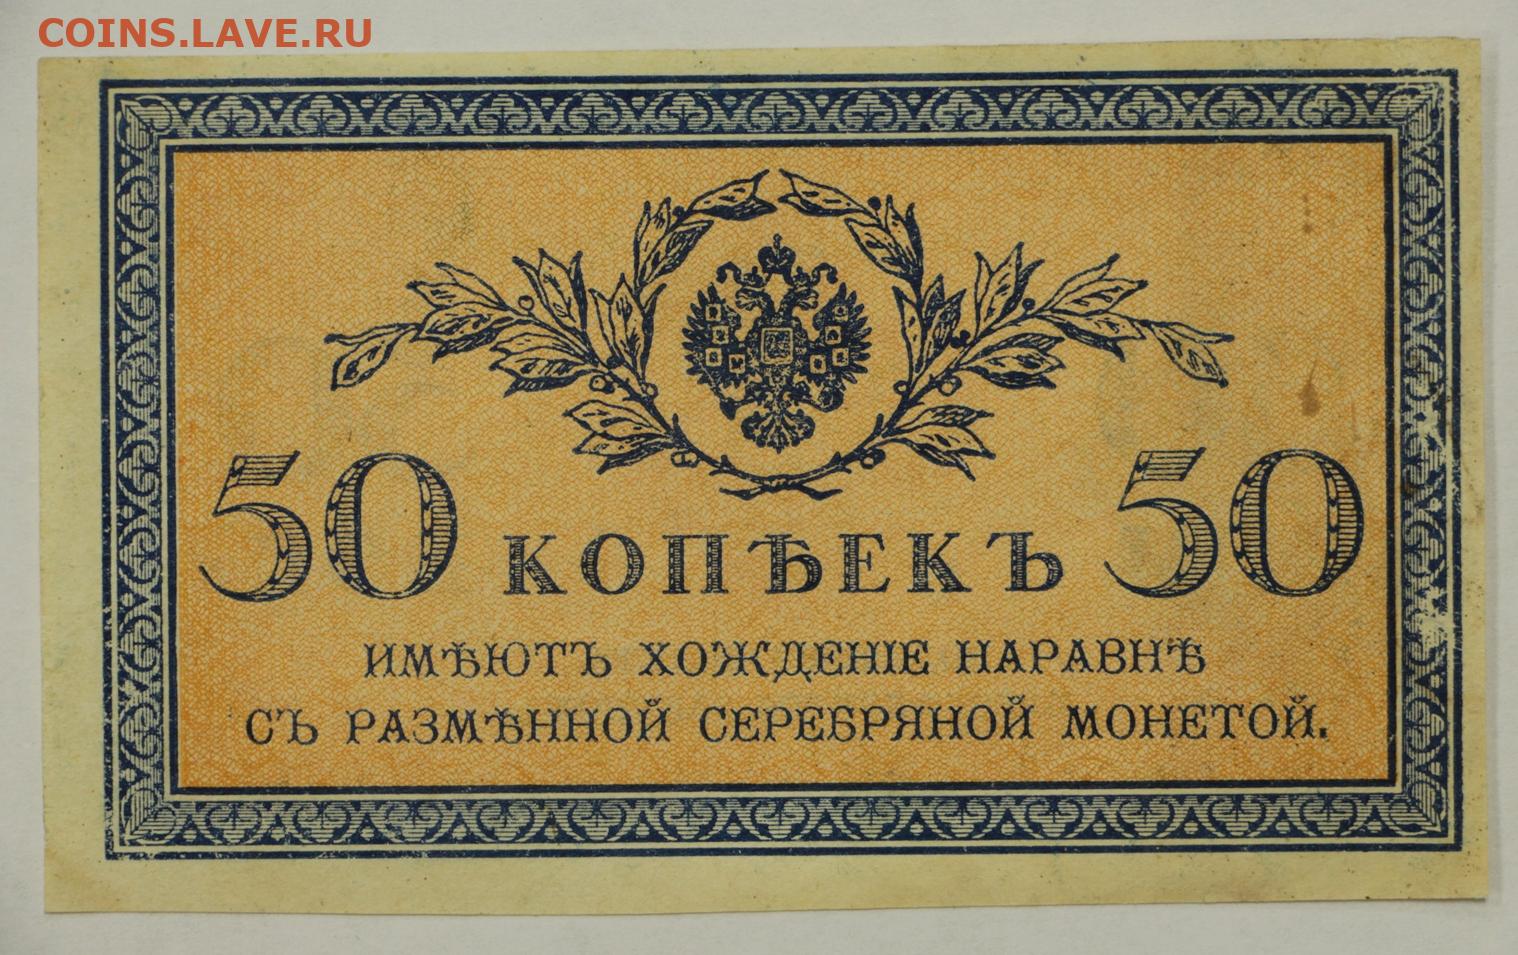 COINS.LAVE.RU
50 КОПѢЕКЪ 50
ИМѢЮТЪ ХОЖДЕНІЕ НАРАВНѢ
СЪ РАЗМѢННОЙ СЕРЕБРЯНОЙ МОНЕТОЙ.